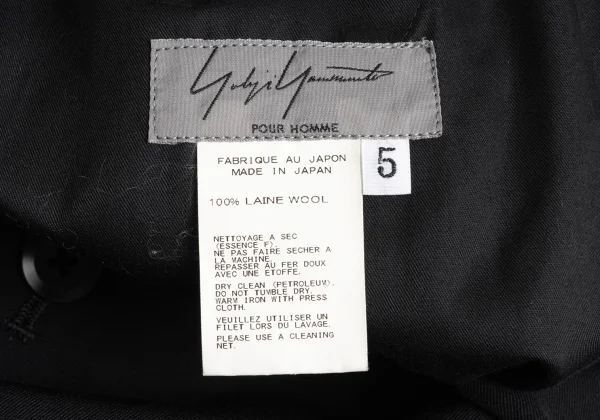 Yohji Yamamoto
POUR HOMME
5
FABRIQUE AU JAPON
MADE IN JAPAN
100% LAINE WOOL
NETTOYAGE A SEC
(ESSENCE F).
NE PAS FAIRE SECHER A
LA MACHINE.
REPASSER AU FER DOUX
AVEC UNE ETOFFE.
DRY CLEAN (PETROLEUM).
DO NOT TUMBLE DRY.
WARM IRON WITH PRESS
CLOTH.
VEUILLEZ UTILISER UN
FILET LORS DU LAVAGE.
PLEASE USE A CLEANING
NET.